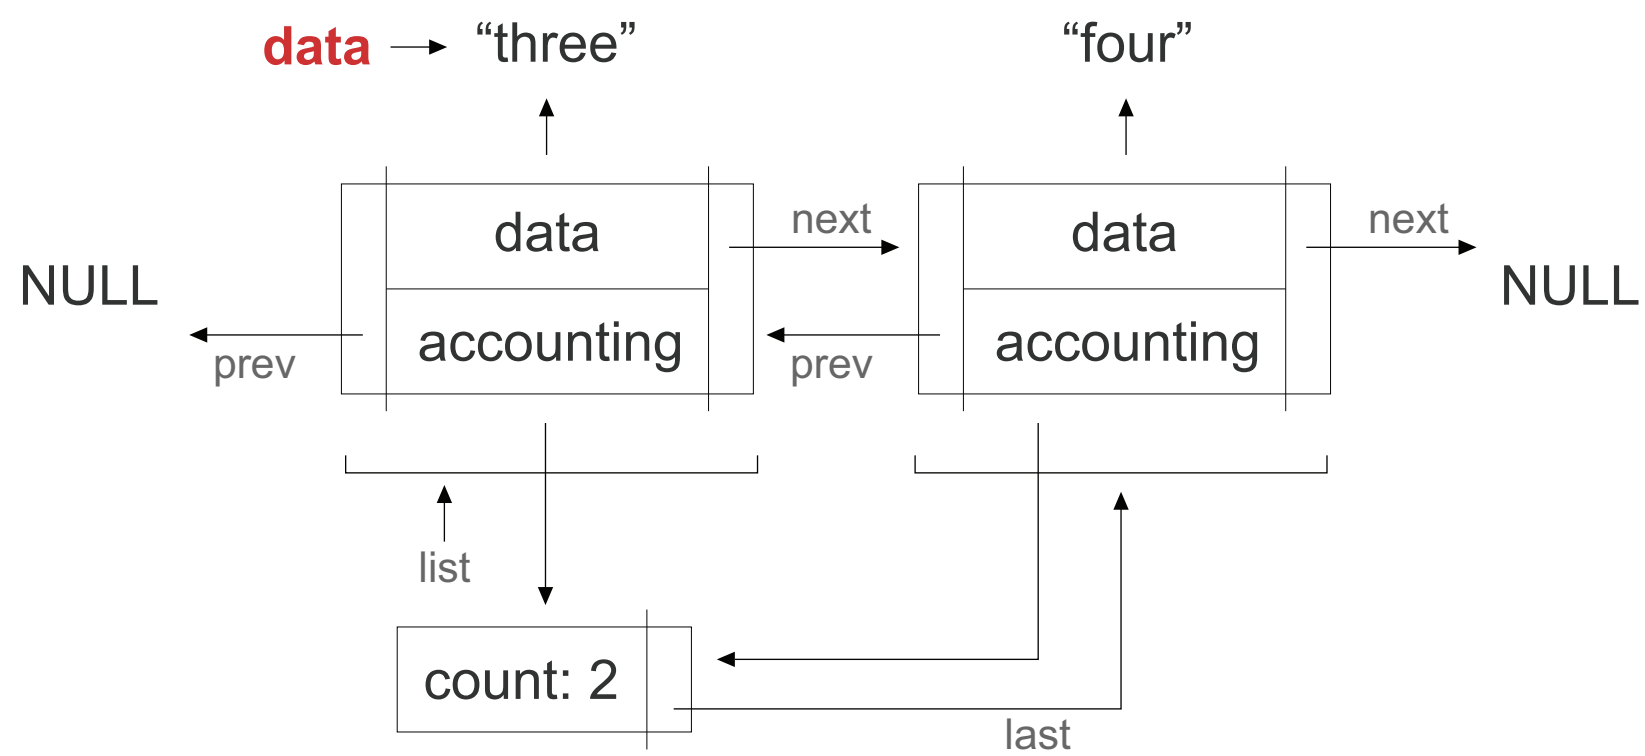 data “three” “four”
data next data next
NULL NULL
accounting accounting
prev prev
list
count: 2
last